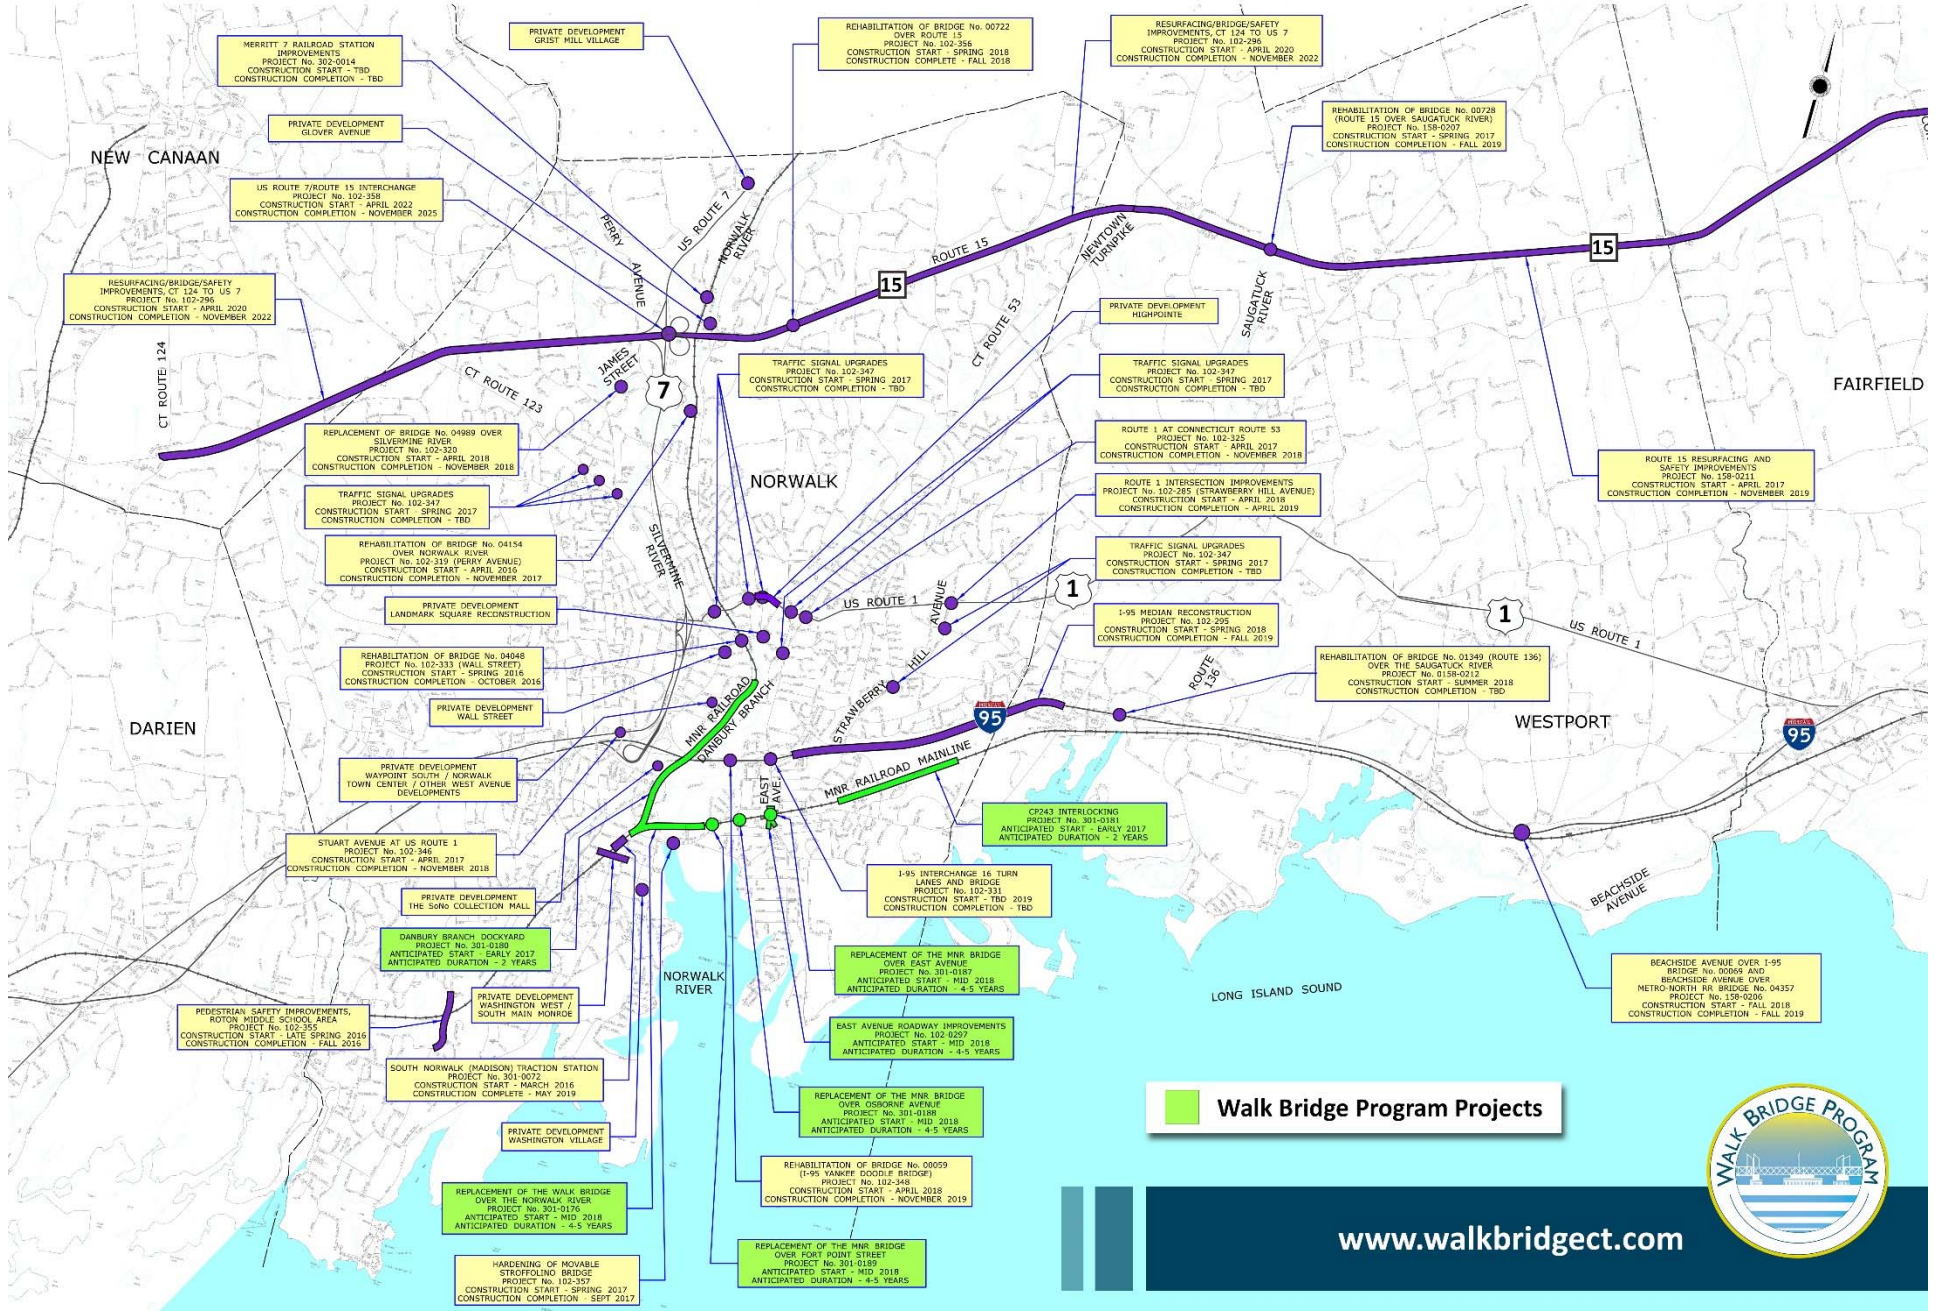 MERRITT 7 RAILROAD STATION
IMPROVEMENTS
PROJECT No. 302-0014
CONSTRUCTION START - TBD
CONSTRUCTION COMPLETION - TBD
PRIVATE DEVELOPMENT
GRIST MILL VILLAGE
REHABILITATION OF BRIDGE No. 00722
OVER ROUTE 15
PROJECT No. 102-356
CONSTRUCTION START - SPRING 2018
CONSTRUCTION COMPLETE - FALL 2018
RESURFACING/BRIDGE/SAFETY
IMPROVEMENTS, CT 124 TO US 7
PROJECT No. 102-296
CONSTRUCTION START - APRIL 2020
CONSTRUCTION COMPLETION - NOVEMBER 2022
REHABILITATION OF BRIDGE No. 00728
(ROUTE 15 OVER SAUGATUCK RIVER)
PROJECT No. 158-0207
CONSTRUCTION START - SPRING 2017
CONSTRUCTION COMPLETION - FALL 2019
PRIVATE DEVELOPMENT
GLOVER AVENUE
NEW CANAAN
US ROUTE 7/ROUTE 15 INTERCHANGE
PROJECT No. 102-358
CONSTRUCTION START - APRIL 2022
CONSTRUCTION COMPLETION - NOVEMBER 2025
PERRY
AVENUE
US ROUTE 7
NORWALK
RIVER
ROUTE 15
15
NEWTOWN
TURNPIKE
15
SAUGATUCK
RIVER
RESURFACING/BRIDGE/SAFETY
IMPROVEMENTS, CT 124 TO US 7
PROJECT No. 102-296
CONSTRUCTION START - APRIL 2020
CONSTRUCTION COMPLETION - NOVEMBER 2022
CT ROUTE 124
CT ROUTE 123
JAMES
STREET
7
CT ROUTE 53
PRIVATE DEVELOPMENT
HIGHPOINTE
TRAFFIC SIGNAL UPGRADES
PROJECT No. 102-347
CONSTRUCTION START - SPRING 2017
CONSTRUCTION COMPLETION - TBD
TRAFFIC SIGNAL UPGRADES
PROJECT No. 102-347
CONSTRUCTION START - SPRING 2017
CONSTRUCTION COMPLETION - TBD
FAIRFIELD
REPLACEMENT OF BRIDGE No. 04989 OVER
SILVERMINE RIVER
PROJECT No. 102-320
CONSTRUCTION START - APRIL 2018
CONSTRUCTION COMPLETION - NOVEMBER 2018
ROUTE 1 AT CONNECTICUT ROUTE 53
PROJECT No. 102-325
CONSTRUCTION START - APRIL 2017
CONSTRUCTION COMPLETION - NOVEMBER 2018
NORWALK
ROUTE 15 RESURFACING AND
SAFETY IMPROVEMENTS
PROJECT No. 158-0211
CONSTRUCTION START - APRIL 2017
CONSTRUCTION COMPLETION - NOVEMBER 2019
TRAFFIC SIGNAL UPGRADES
PROJECT No. 102-347
CONSTRUCTION START - SPRING 2017
CONSTRUCTION COMPLETION - TBD
ROUTE 1 INTERSECTION IMPROVEMENTS
PROJECT No. 102-285 (STRAWBERRY HILL AVENUE)
CONSTRUCTION START - APRIL 2018
CONSTRUCTION COMPLETION - APRIL 2019
REHABILITATION OF BRIDGE No. 04154
OVER NORWALK RIVER
PROJECT No. 102-319 (PERRY AVENUE)
CONSTRUCTION START - APRIL 2016
CONSTRUCTION COMPLETION - NOVEMBER 2017
SILVERMINE
RIVER
TRAFFIC SIGNAL UPGRADES
PROJECT No. 102-347
CONSTRUCTION START - SPRING 2017
CONSTRUCTION COMPLETION - TBD
PRIVATE DEVELOPMENT
LANDMARK SQUARE RECONSTRUCTION
US ROUTE 1
1
1
US ROUTE 1
I-95 MEDIAN RECONSTRUCTION
PROJECT No. 102-295
CONSTRUCTION START - SPRING 2018
CONSTRUCTION COMPLETION - FALL 2019
REHABILITATION OF BRIDGE No. 04048
PROJECT No. 102-333 (WALL STREET)
CONSTRUCTION START - SPRING 2016
CONSTRUCTION COMPLETION - OCTOBER 2016
STRAWBERRY HILL AVENUE
ROUTE
136
REHABILITATION OF BRIDGE No. 01349 (ROUTE 136)
OVER THE SAUGATUCK RIVER
PROJECT No. 0158-0212
CONSTRUCTION START - SUMMER 2018
CONSTRUCTION COMPLETION - TBD
PRIVATE DEVELOPMENT
WALL STREET
MNR RAILROAD
DANBURY BRANCH
DARIEN
95
WESTPORT
95
PRIVATE DEVELOPMENT
WAYPOINT SOUTH / NORWALK
TOWN CENTER / OTHER WEST AVENUE
DEVELOPMENTS
EAST
AVE.
MNR RAILROAD MAINLINE
CP243 INTERLOCKING
PROJECT No. 301-0181
ANTICIPATED START - EARLY 2017
ANTICIPATED DURATION - 2 YEARS
STUART AVENUE AT US ROUTE 1
PROJECT No. 102-346
CONSTRUCTION START - APRIL 2017
CONSTRUCTION COMPLETION - NOVEMBER 2018
I-95 INTERCHANGE 16 TURN
LANES AND BRIDGE
PROJECT No. 102-331
CONSTRUCTION START - TBD 2019
CONSTRUCTION COMPLETION - TBD
BEACHSIDE
AVENUE
PRIVATE DEVELOPMENT
THE SoNo COLLECTION MALL
DANBURY BRANCH DOCKYARD
PROJECT No. 301-0180
ANTICIPATED START - EARLY 2017
ANTICIPATED DURATION - 2 YEARS
REPLACEMENT OF THE MNR BRIDGE
OVER EAST AVENUE
PROJECT No. 301-0187
ANTICIPATED START - MID 2018
ANTICIPATED DURATION - 4-5 YEARS
BEACHSIDE AVENUE OVER I-95
BRIDGE No. 00069 AND
BEACHSIDE AVENUE OVER
METRO-NORTH RR BRIDGE No. 04357
PROJECT No. 158-0206
CONSTRUCTION START - FALL 2018
CONSTRUCTION COMPLETION - FALL 2019
NORWALK
RIVER
LONG ISLAND SOUND
PRIVATE DEVELOPMENT
WASHINGTON WEST /
SOUTH MAIN MONROE
PEDESTRIAN SAFETY IMPROVEMENTS,
ROTON MIDDLE SCHOOL AREA
PROJECT No. 102-355
CONSTRUCTION START - LATE SPRING 2016
CONSTRUCTION COMPLETION - FALL 2016
EAST AVENUE ROADWAY IMPROVEMENTS
PROJECT No. 102-0297
ANTICIPATED START - MID 2018
ANTICIPATED DURATION - 4-5 YEARS
SOUTH NORWALK (MADISON) TRACTION STATION
PROJECT No. 301-0072
CONSTRUCTION START - MARCH 2016
CONSTRUCTION COMPLETE - MAY 2019
REPLACEMENT OF THE MNR BRIDGE
OVER OSBORNE AVENUE
PROJECT No. 301-0188
ANTICIPATED START - MID 2018
ANTICIPATED DURATION - 4-5 YEARS
Walk Bridge Program Projects
PRIVATE DEVELOPMENT
WASHINGTON VILLAGE
REHABILITATION OF BRIDGE No. 00059
(I-95 YANKEE DOODLE BRIDGE)
PROJECT No. 102-348
CONSTRUCTION START - APRIL 2018
CONSTRUCTION COMPLETION - NOVEMBER 2019
REPLACEMENT OF THE WALK BRIDGE
OVER THE NORWALK RIVER
PROJECT No. 301-0176
ANTICIPATED START - MID 2018
ANTICIPATED DURATION - 4-5 YEARS
WALK BRIDGE PROGRAM
www.walkbridgect.com
REPLACEMENT OF THE MNR BRIDGE
OVER FORT POINT STREET
PROJECT No. 301-0189
ANTICIPATED START - MID 2018
ANTICIPATED DURATION - 4-5 YEARS
HARDENING OF MOVABLE
STROFFOLINO BRIDGE
PROJECT No. 102-357
CONSTRUCTION START - SPRING 2017
CONSTRUCTION COMPLETION - SEPT 2017